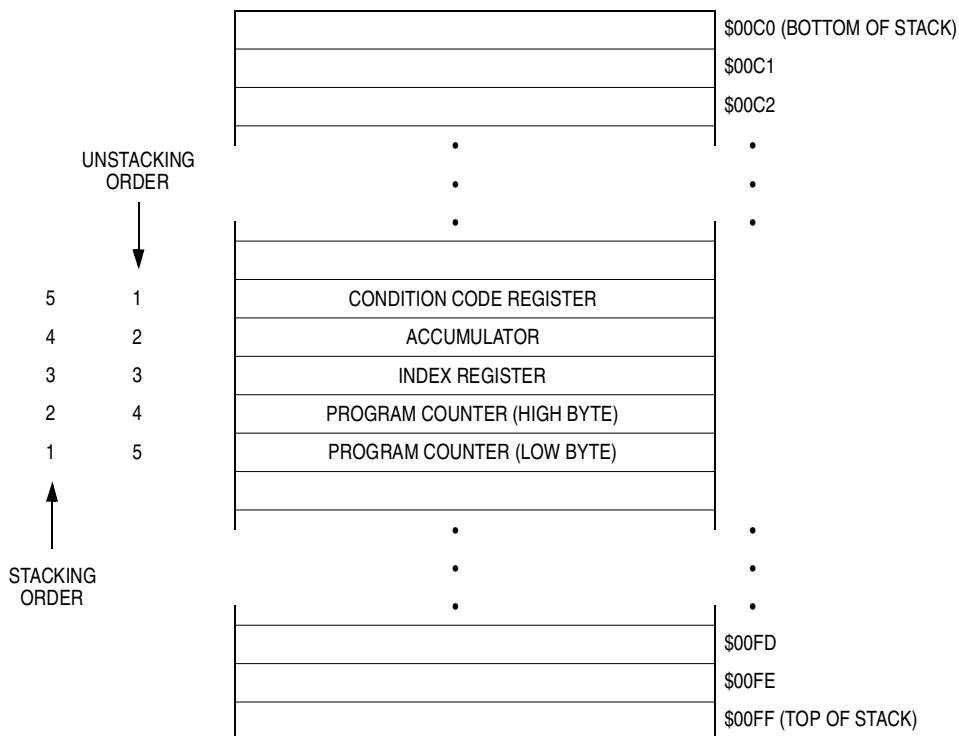 $00C0 (BOTTOM OF STACK)
$00C1
$00C2
UNSTACKING
ORDER
5 1 CONDITION CODE REGISTER
4 2 ACCUMULATOR
3 3 INDEX REGISTER
2 4 PROGRAM COUNTER (HIGH BYTE)
1 5 PROGRAM COUNTER (LOW BYTE)
STACKING
ORDER
$00FD
$00FE
$00FF (TOP OF STACK)